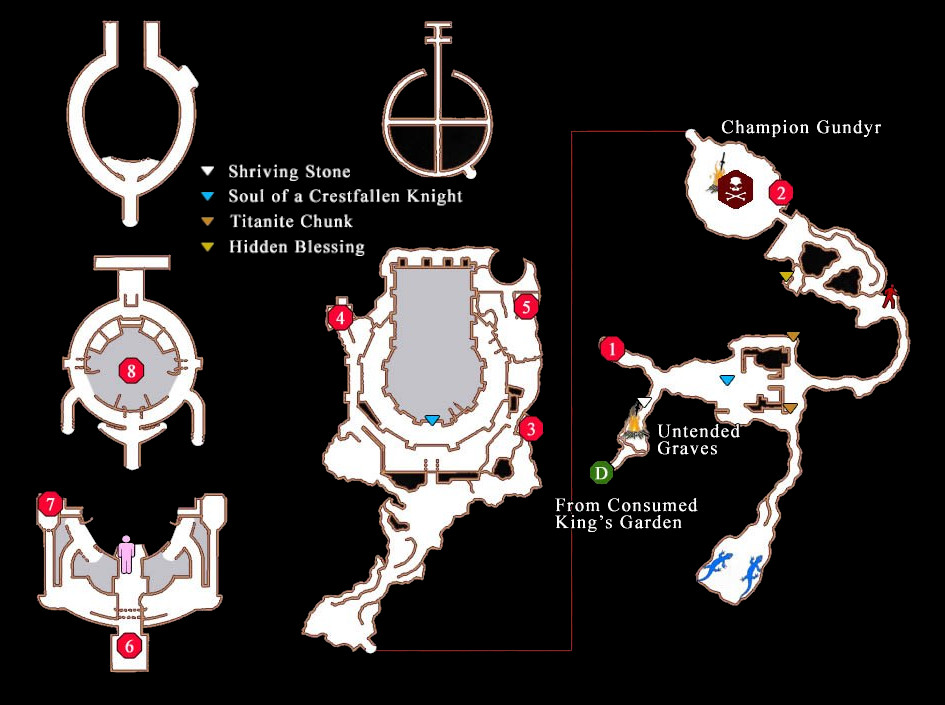 Champion Gundyr
Shriving Stone
Soul of a Crestfallen Knight
Titanite Chunk
Hidden Blessing
2
5
4
1
8
3
Untended
Graves
D
From Consumed
King's Garden
7
6